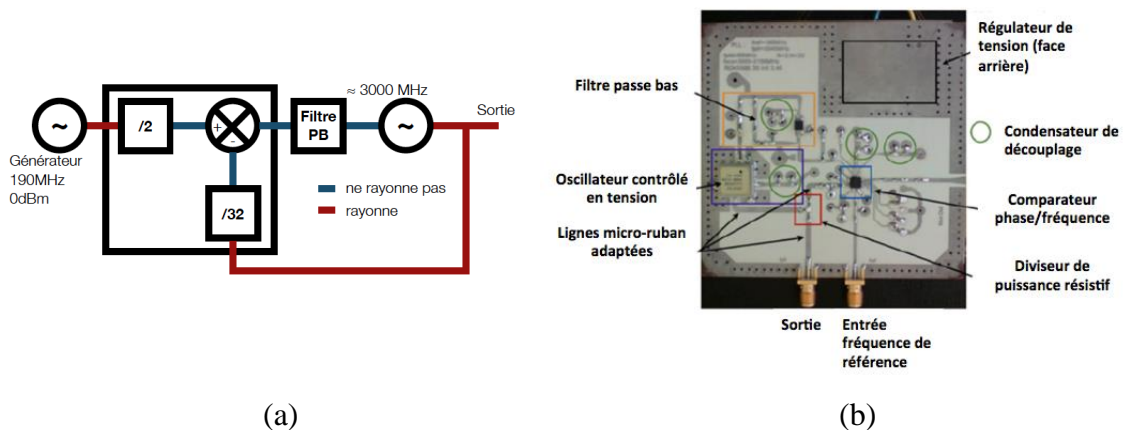 Générateur
190MHz
0dBm
/2
+
-
/32
Filtre
PB
≈ 3000 MHz
Sortie
ne rayonne pas
rayonne
(a)
Filtre passe bas
Oscillateur contrôlé
en tension
Lignes micro-ruban
adaptées
Régulateur de
tension (face
arrière)
Condensateur de
découplage
Comparateur
phase/fréquence
Diviseur de
puissance résistif
Sortie
Entrée
fréquence de
référence
(b)